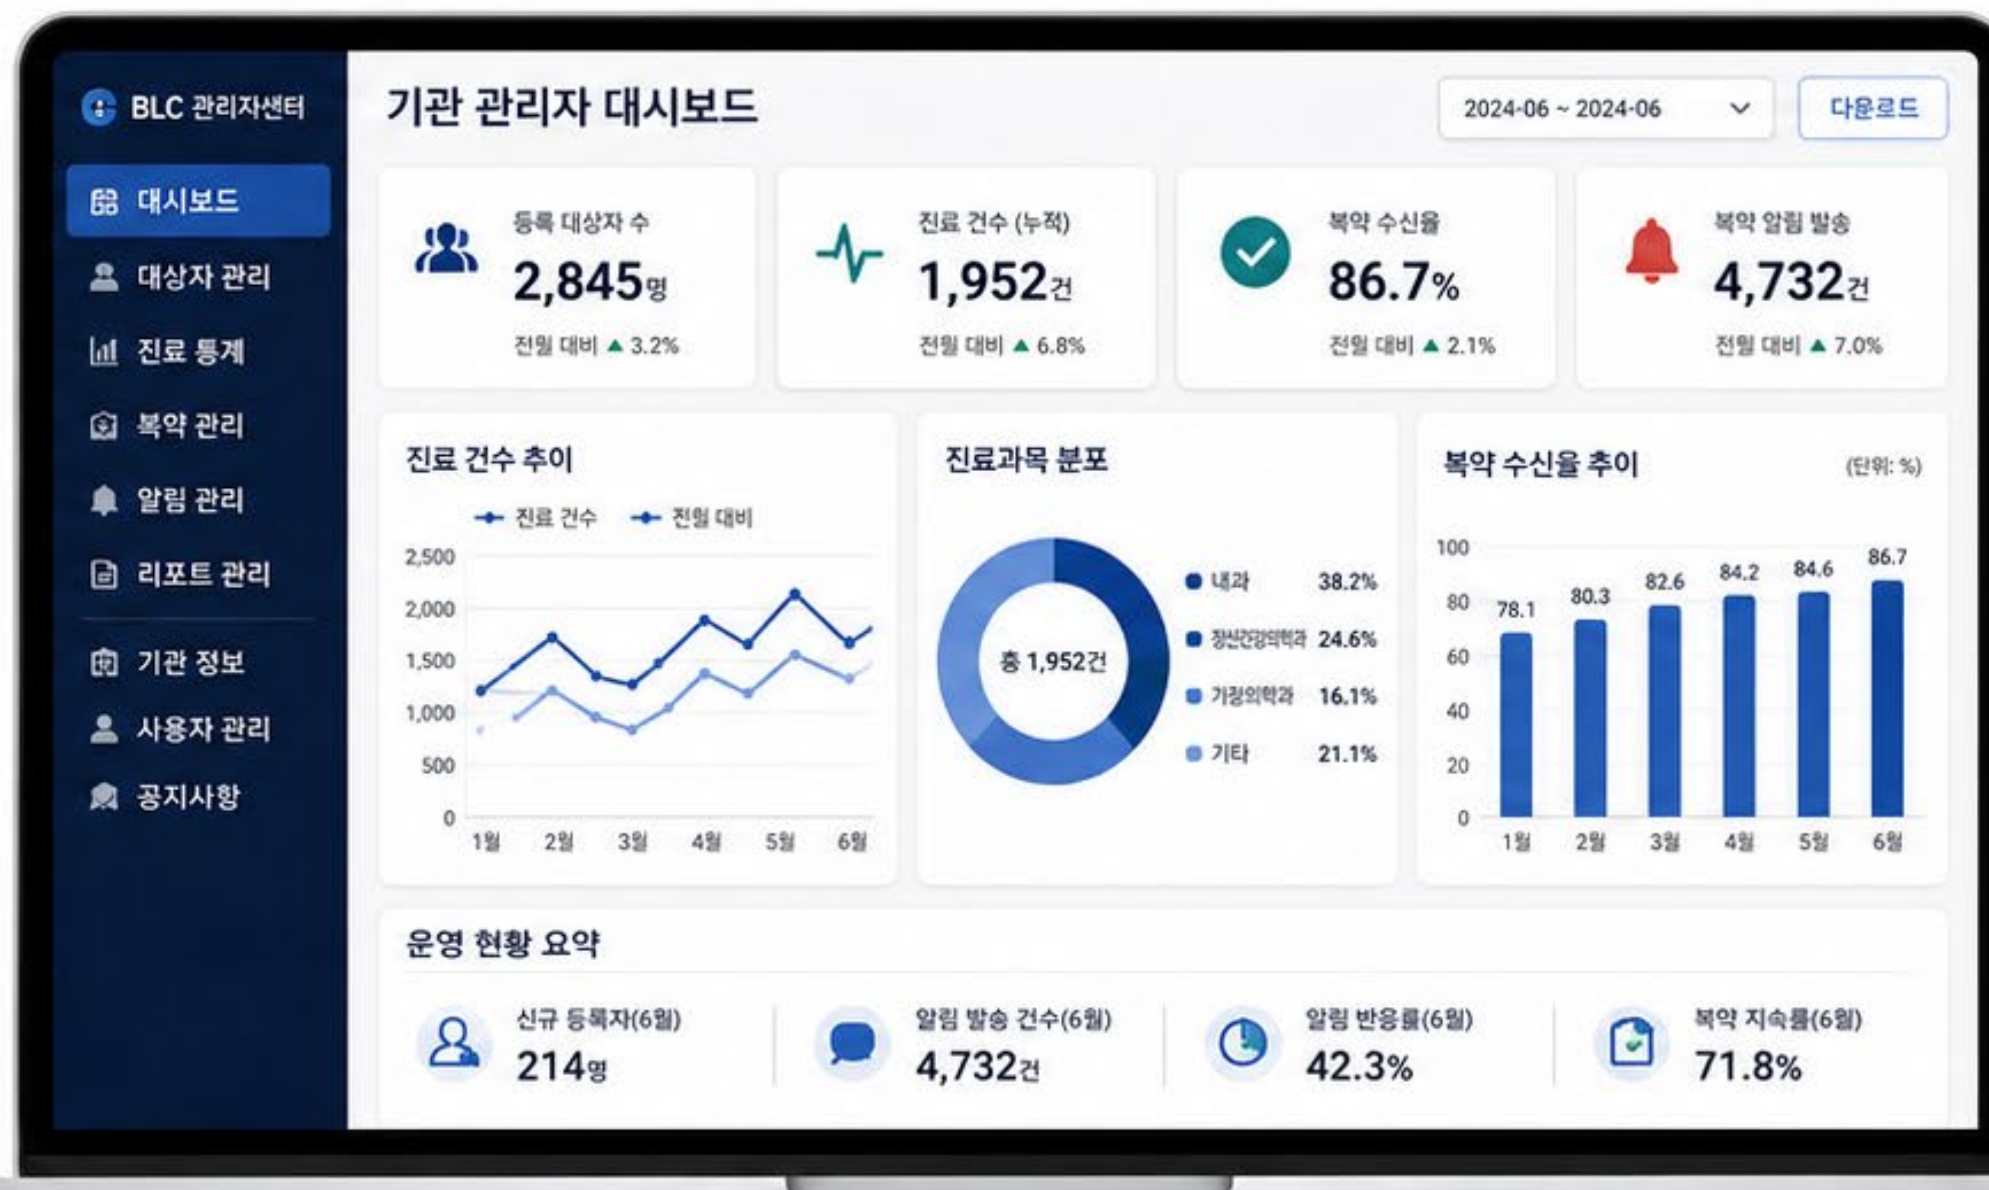 BLC 관리자센터
대시보드
대상자 관리
진료 통계
복약 관리
알림 관리
리포트 관리
기관 정보
사용자 관리
공지사항
기관 관리자 대시보드
2024-06 ~ 2024-06
다운로드
등록 대상자 수
2,845명
전월 대비 ▲ 3.2%
진료 건수 (누적)
1,952건
전월 대비 ▲ 6.8%
복약 수신율
86.7%
전월 대비 ▲ 2.1%
복약 알림 발송
4,732건
전월 대비 ▲ 7.0%
진료 건수 추이
진료 건수 전월 대비
2,500
2,000
1,500
1,000
500
0
1월 2월 3월 4월 5월 6월
진료과목 분포
총 1,952건
내과 38.2%
정신건강의학과 24.6%
가정의학과 16.1%
기타 21.1%
복약 수신율 추이
(단위: %)
100
80
60
40
20
0
78.1 80.3 82.6 84.2 84.6 86.7
1월 2월 3월 4월 5월 6월
운영 현황 요약
신규 등록자(6월)
214명
알림 발송 건수(6월)
4,732건
알림 반응률(6월)
42.3%
복약 지속률(6월)
71.8%